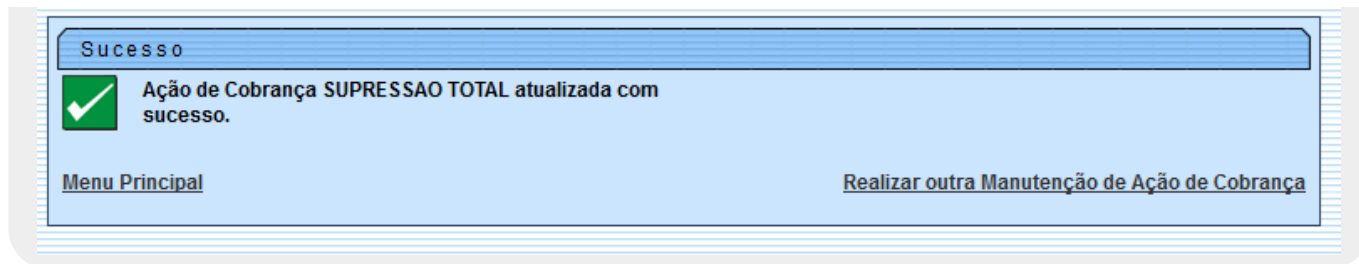 Sucesso
Ação de Cobrança SUPRESSAO TOTAL atualizada com
sucesso.
Menu Principal
Realizar outra Manutenção de Ação de Cobrança